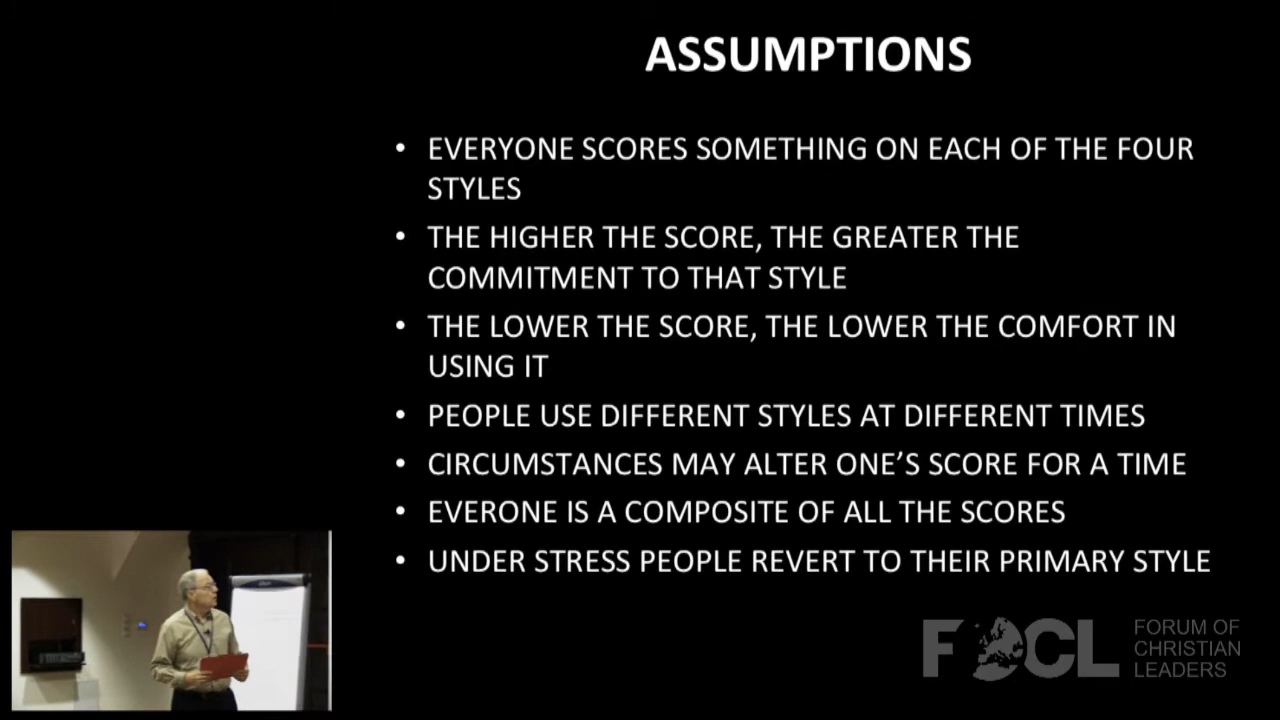 ASSUMPTIONS
• EVERYONE SCORES SOMETHING ON EACH OF THE FOUR
STYLES
• THE HIGHER THE SCORE, THE GREATER THE
COMMITMENT TO THAT STYLE
• THE LOWER THE SCORE, THE LOWER THE COMFORT IN
USING IT
• PEOPLE USE DIFFERENT STYLES AT DIFFERENT TIMES
• CIRCUMSTANCES MAY ALTER ONE’S SCORE FOR A TIME
• EVERONE IS A COMPOSITE OF ALL THE SCORES
• UNDER STRESS PEOPLE REVERT TO THEIR PRIMARY STYLE
FOCL
FORUM OF
CHRISTIAN
LEADERS